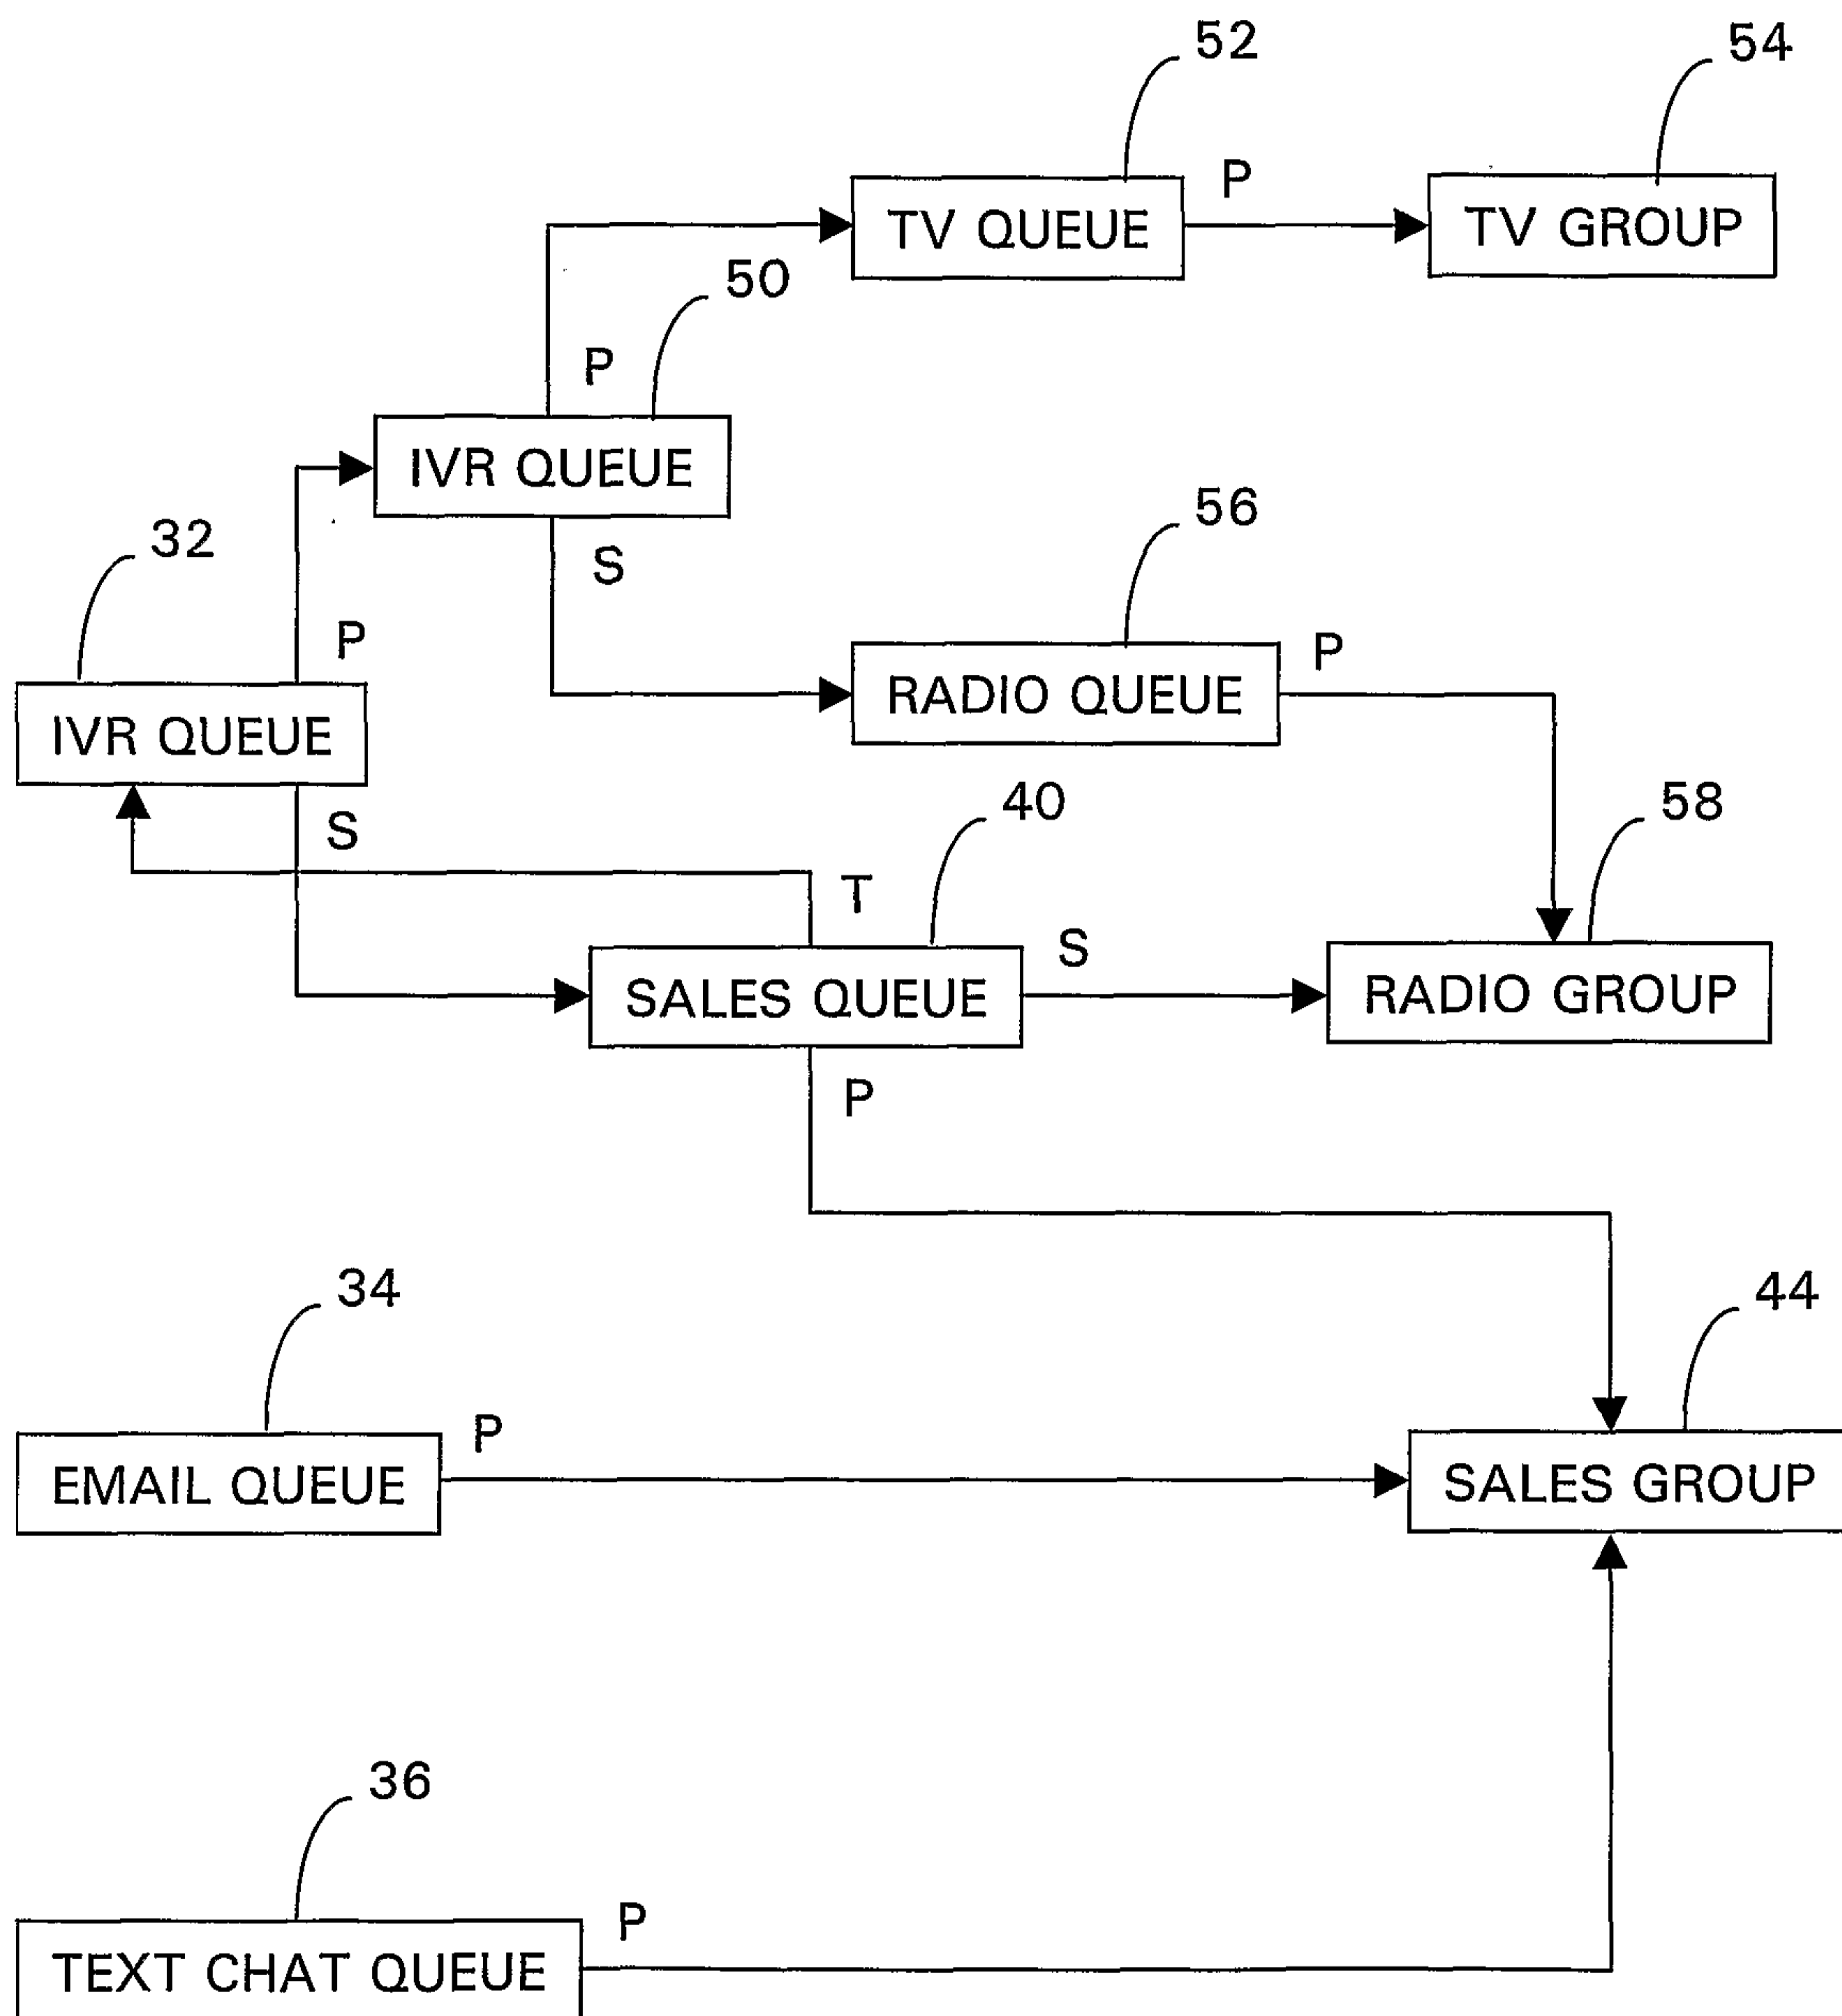 52
54
P
TV QUEUE
TV GROUP
50
P
IVR QUEUE
56
32
S
P
P
RADIO QUEUE
IVR QUEUE
40
58
S
T
S
SALES QUEUE
RADIO GROUP
P
34
44
P
EMAIL QUEUE
SALES GROUP
36
P
TEXT CHAT QUEUE